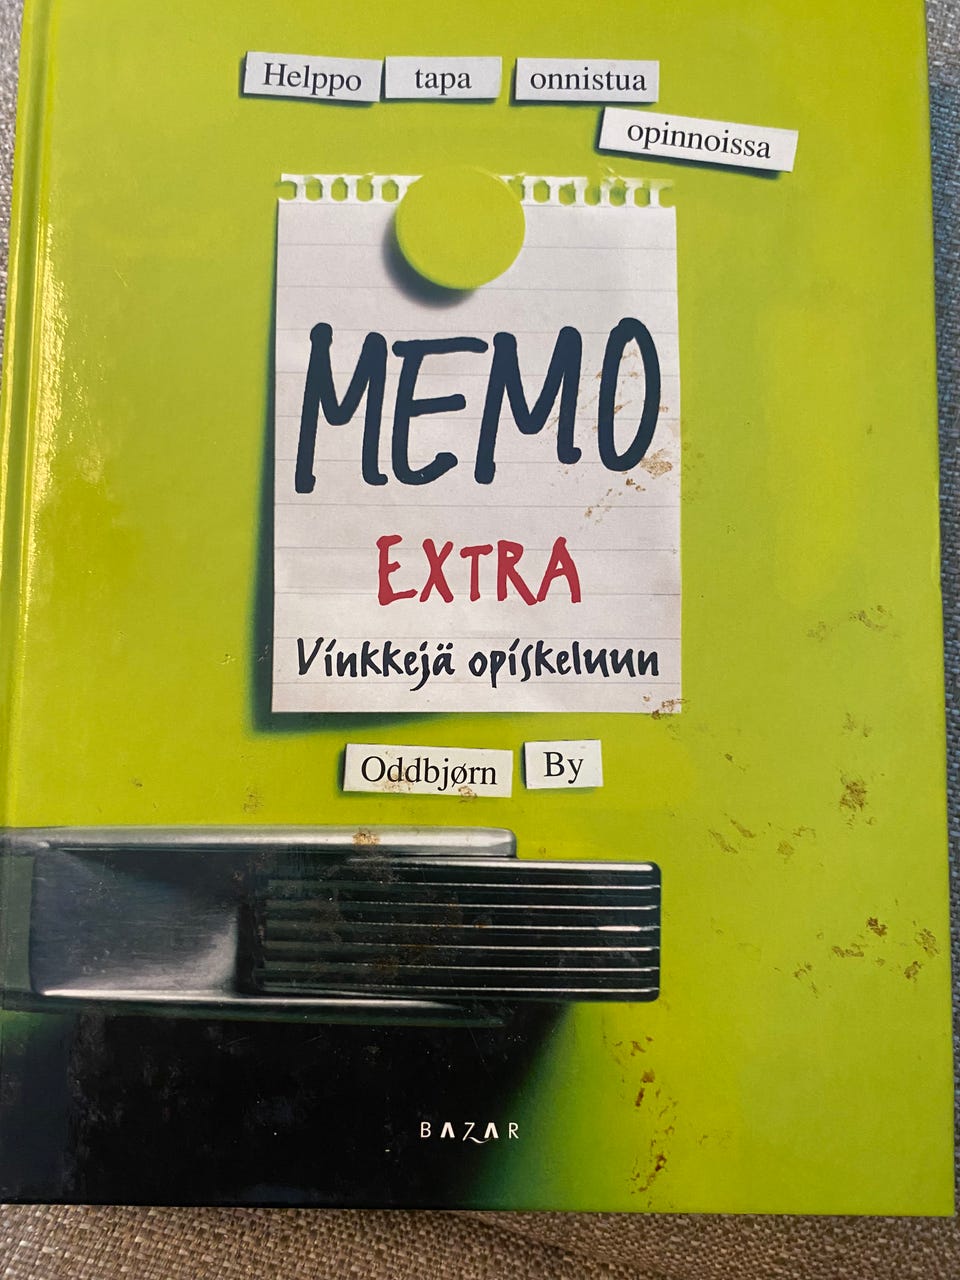 Helppo tapa onnistua
opinnoissa
MEMO
EXTRA
Vinkkejä opiskeluun
Oddbjørn By
BAZAR